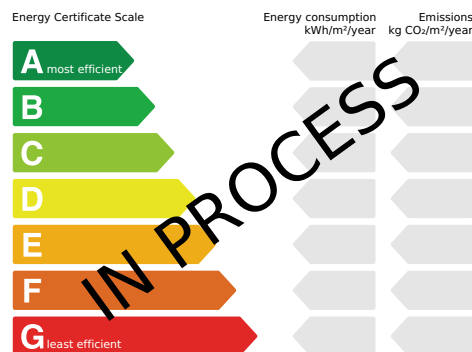 Energy Certificate Scale
Energy consumption
kWh/m²/year
Emissions
kg CO₂/m²/year
A most efficient
B
C
D
E
F
G least efficient
IN PROCESS